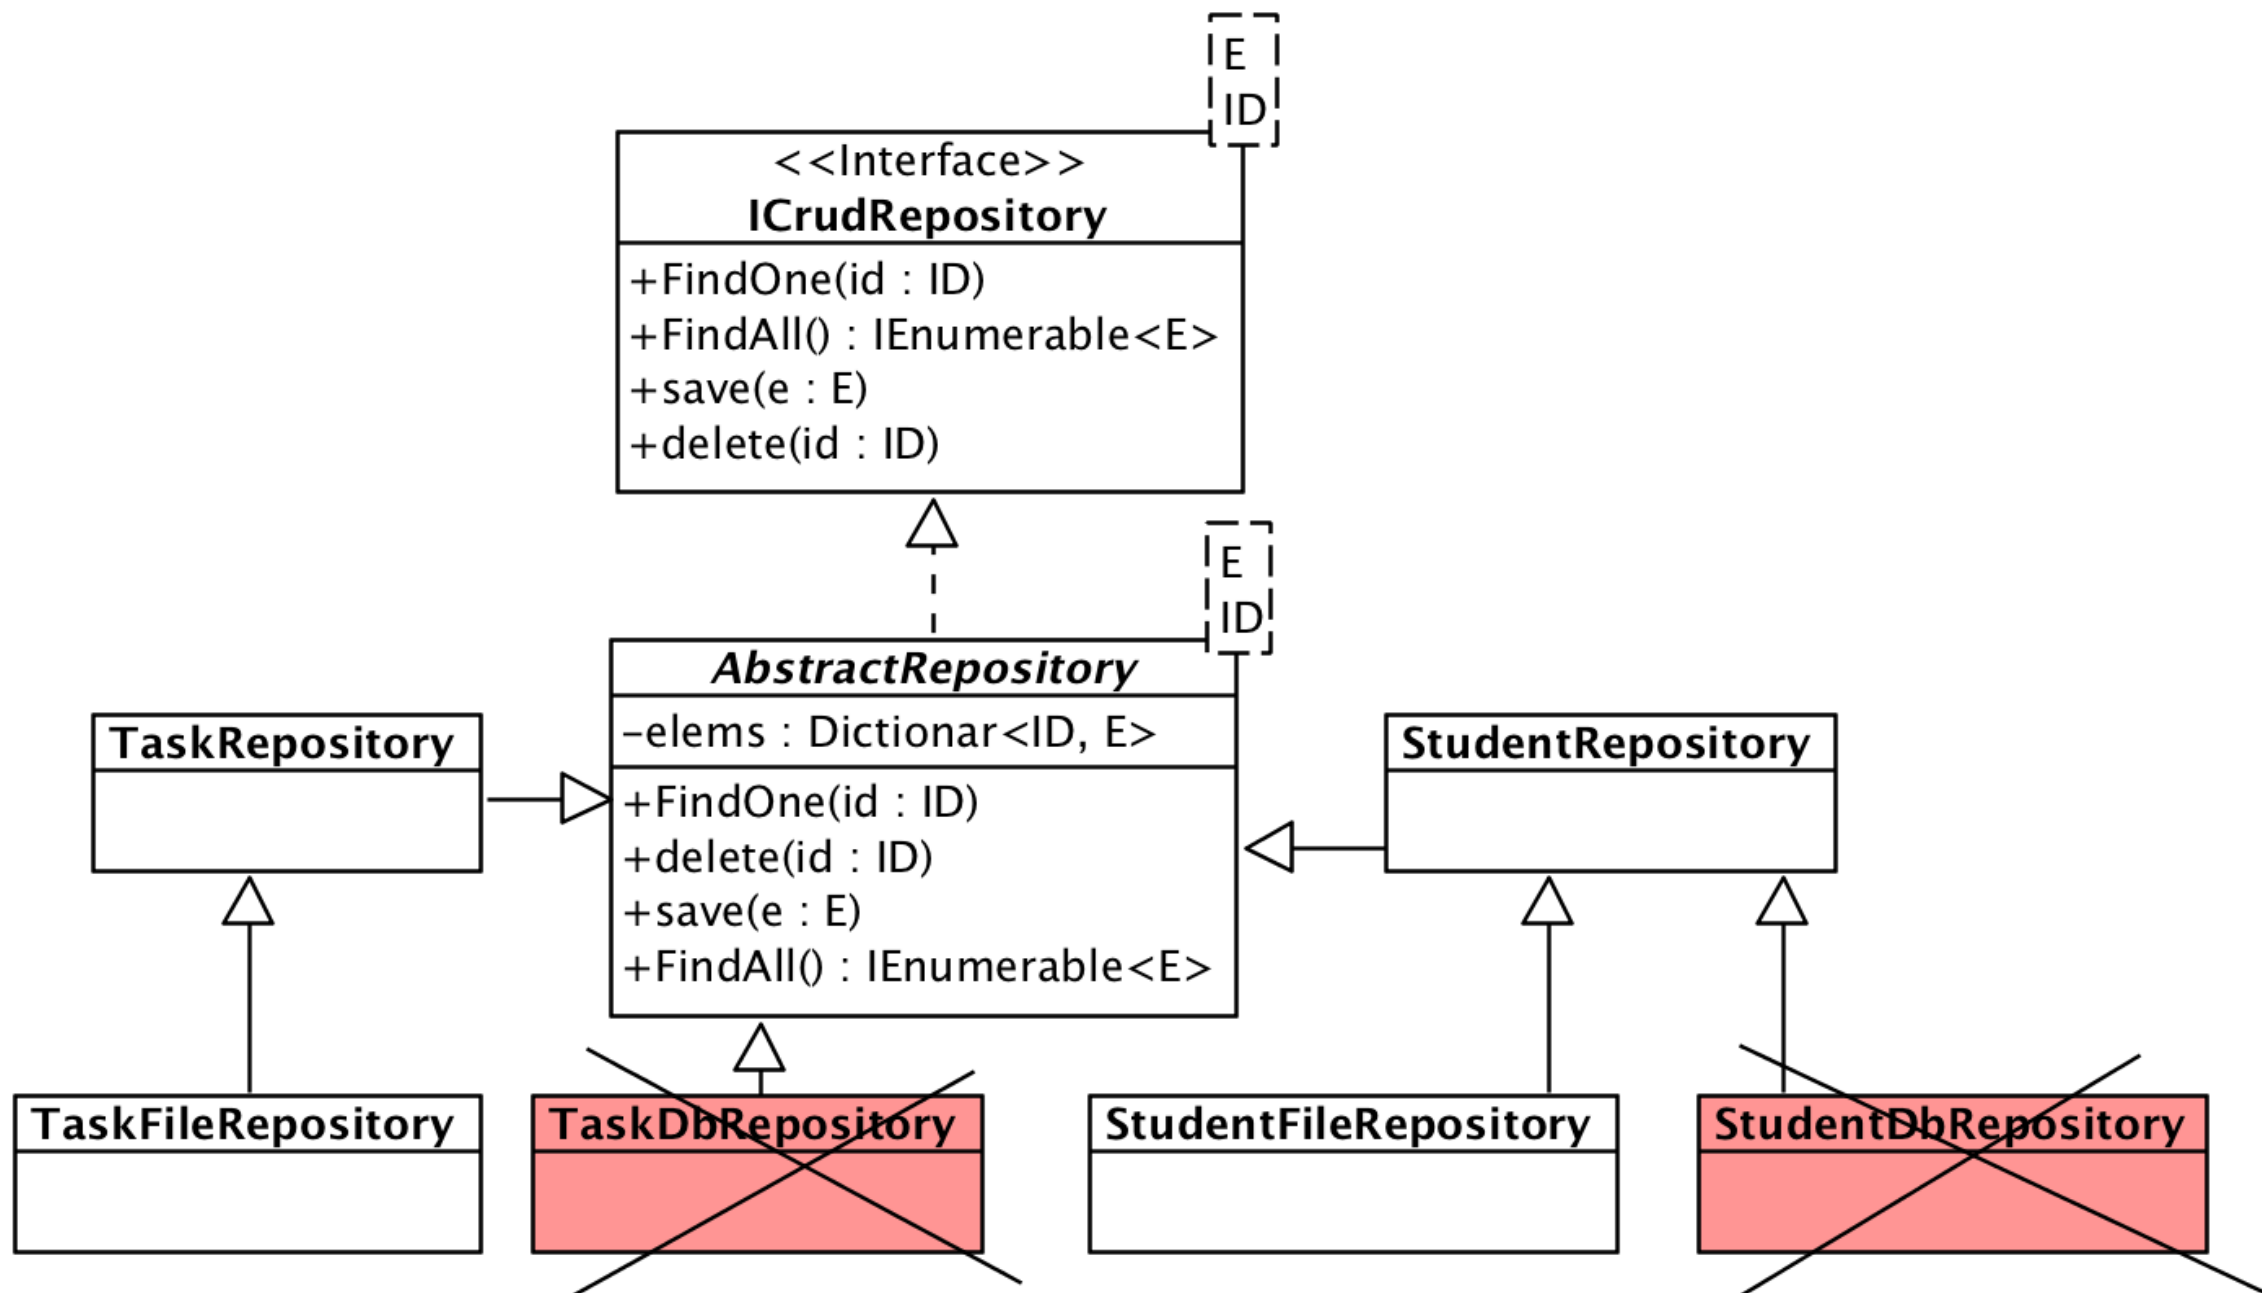 E
ID
<<Interface>>
ICrudRepository
+FindOne(id : ID)
+FindAll() : IEnumerable<E>
+save(e : E)
+delete(id : ID)
E
ID
AbstractRepository
-elems : Dictionar<ID, E>
+FindOne(id : ID)
+delete(id : ID)
+save(e : E)
+FindAll() : IEnumerable<E>
TaskRepository
StudentRepository
TaskFileRepository
TaskDbRepository
StudentFileRepository
StudentDbRepository